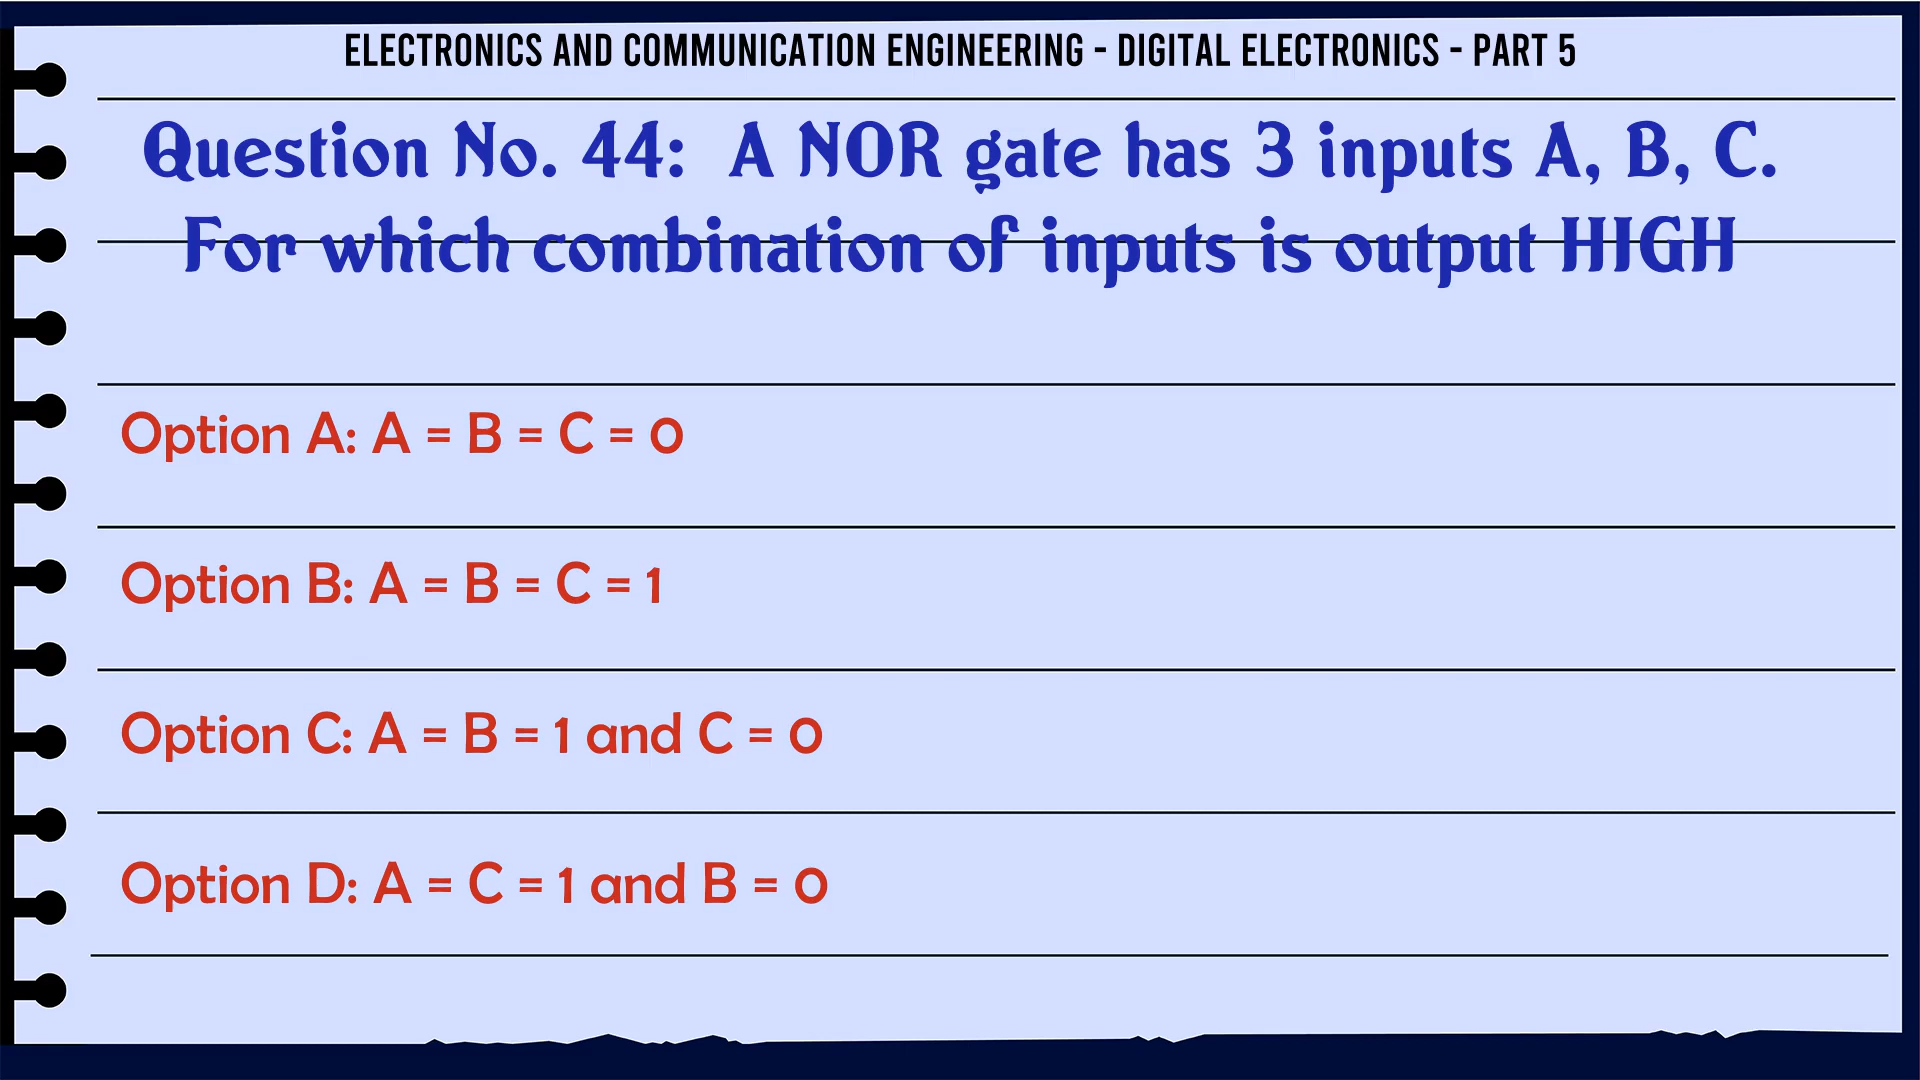 ELECTRONICS AND COMMUNICATION ENGINEERING - DIGITAL ELECTRONICS - PART 5
Question No. 44: A NOR gate has 3 inputs A, B, C.
For which combination of inputs is output HIGH
Option A: A = B = C = 0
Option B: A = B = C = 1
Option C: A = B = 1 and C = 0
Option D: A = C = 1 and B = 0